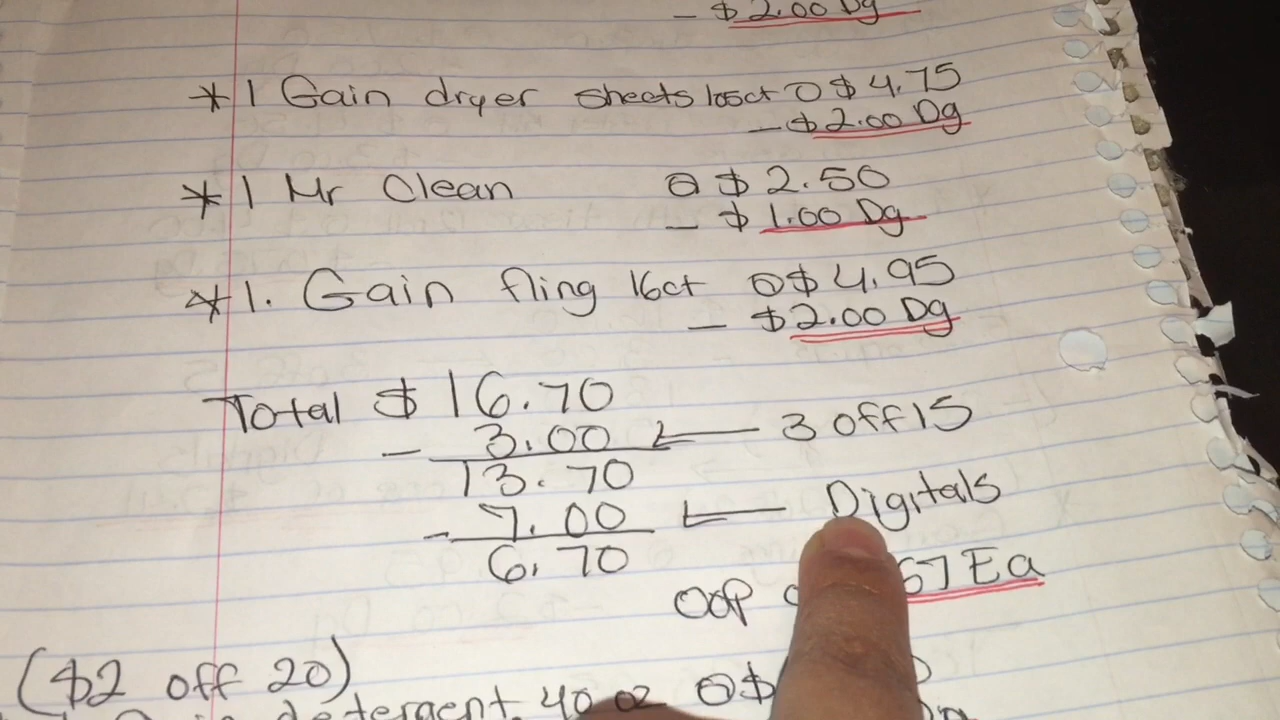 - $2.00 Dg
* 1 Gain dryer sheets 105ct @ $4.75
- $2.00 Dg
* 1 Mr Clean @ $2.50
- $1.00 Dg
* 1. Gain fling 16ct @ $4.95
- $2.00 Dg
Total $16.70
- 3.00 ← 3 off 15
13.70
- 7.00 ← Digitals
6.70
OOP 67 Ea
($2 off 20)
detergent 40 oz @ $